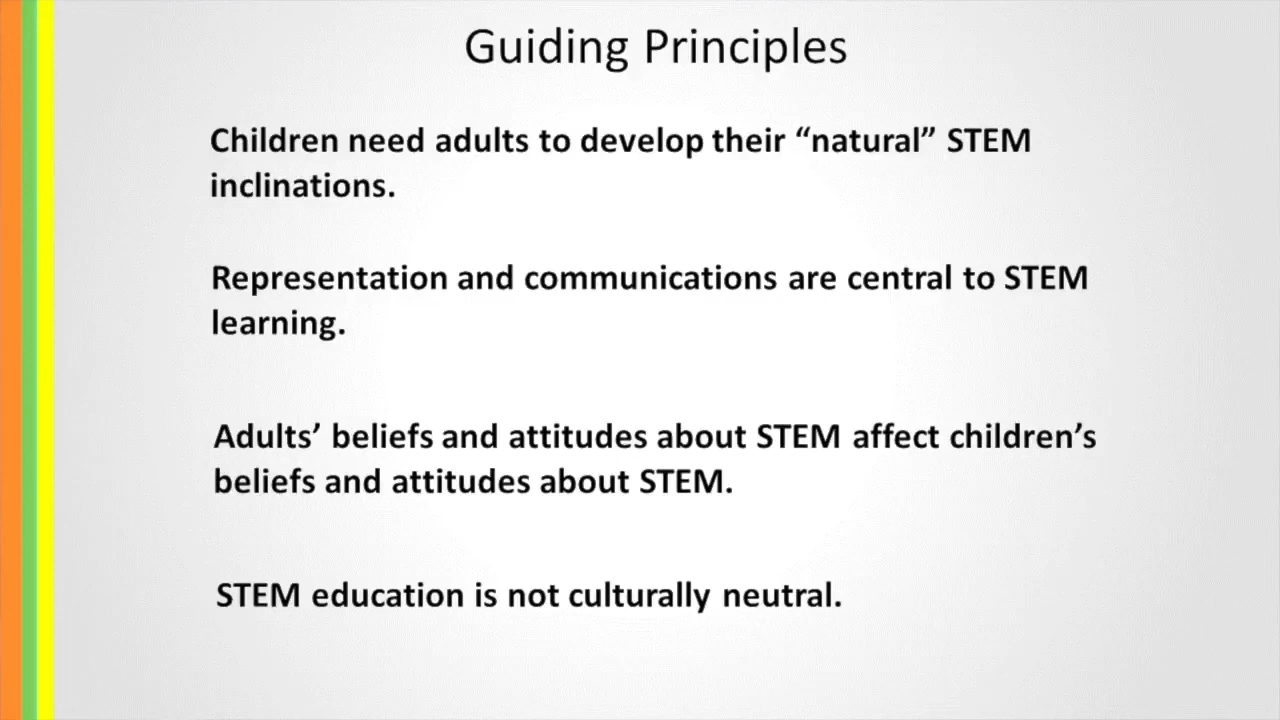 Guiding Principles
Children need adults to develop their “natural” STEM
inclinations.
Representation and communications are central to STEM
learning.
Adults’ beliefs and attitudes about STEM affect children’s
beliefs and attitudes about STEM.
STEM education is not culturally neutral.